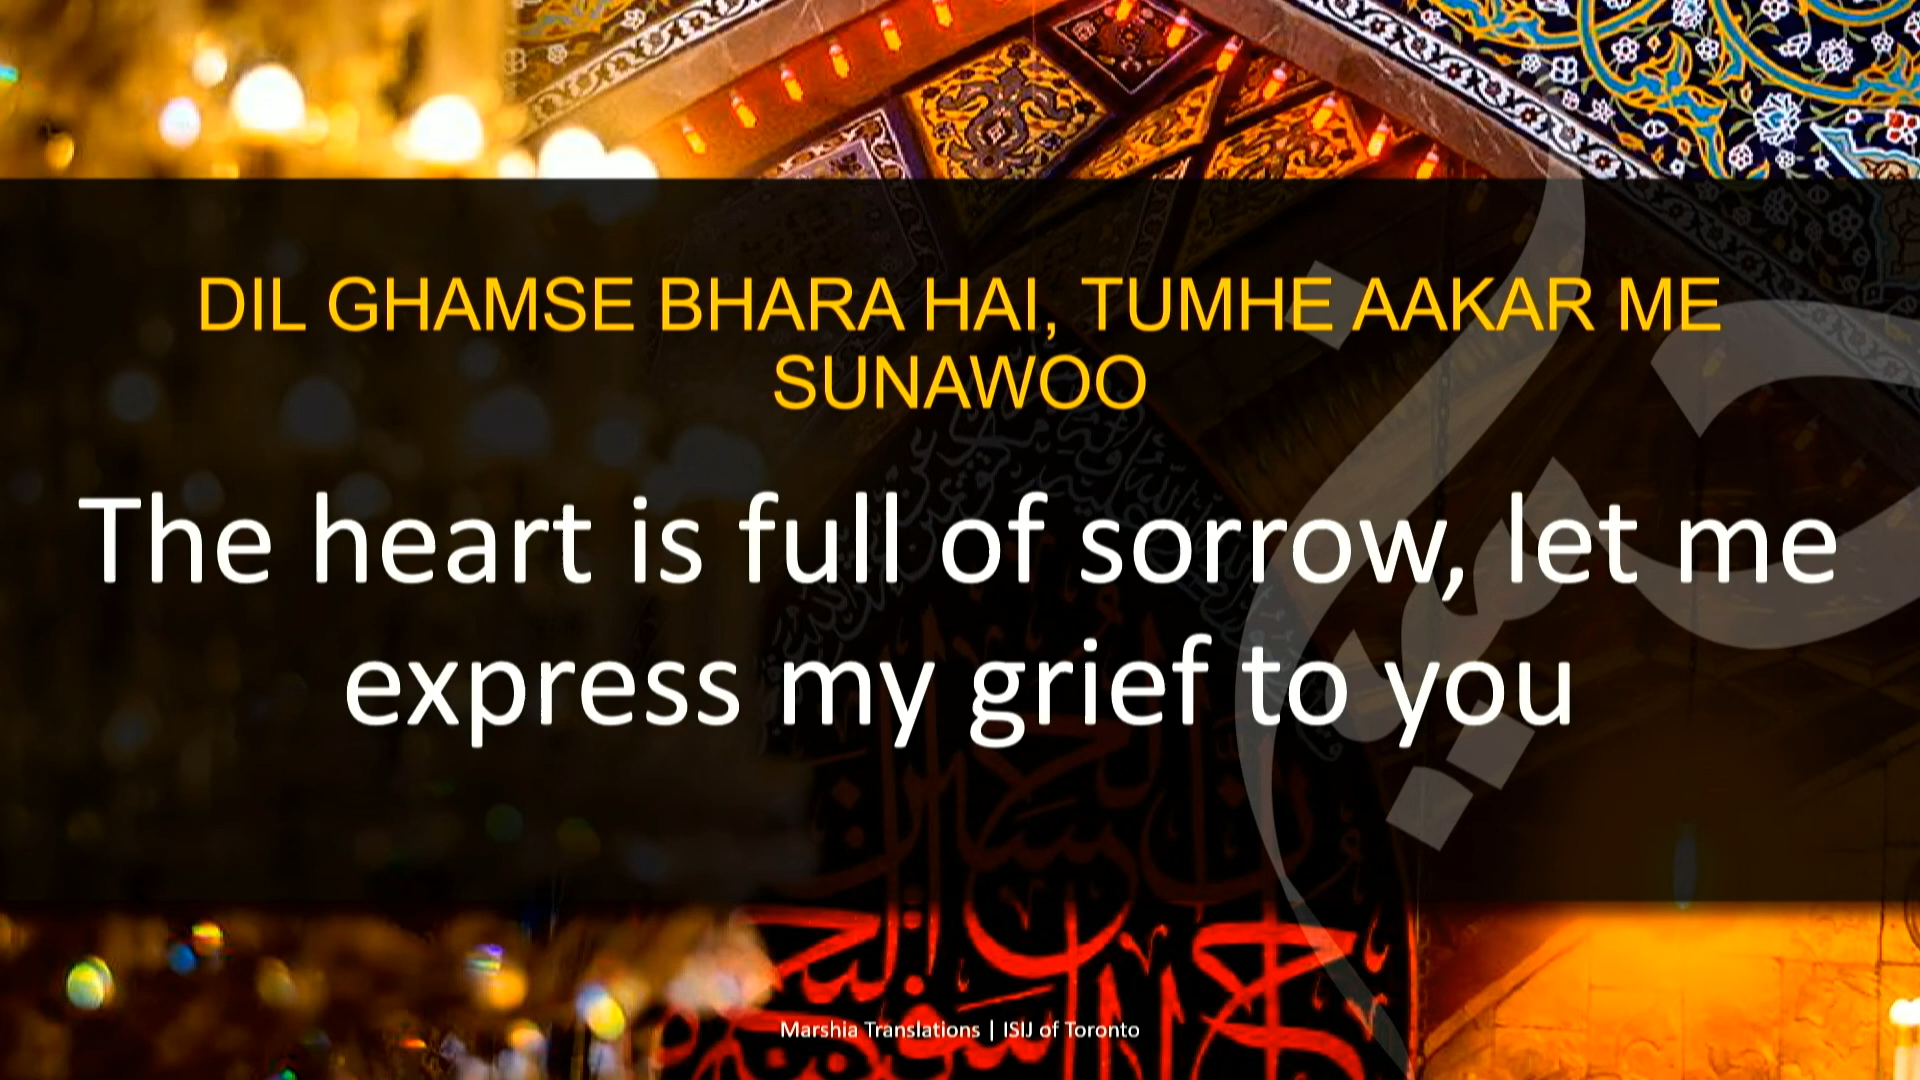 DIL GHAMSE BHARA HAI, TUMHE AAKAR ME
SUNAWOO
The heart is full of sorrow, let me
express my grief to you
Marshia Translations | ISIJ of Toronto